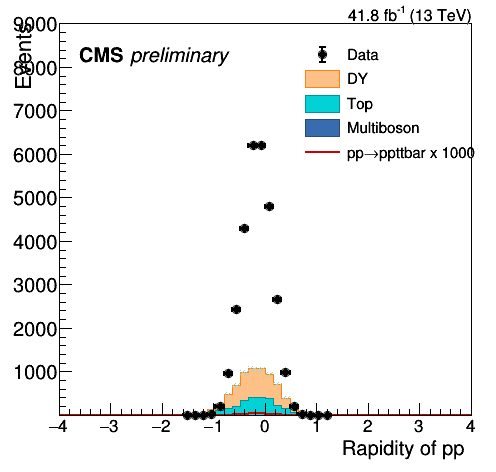 41.8 fb⁻¹ (13 TeV)
Events
CMS preliminary
Data
DY
Top
Multiboson
pp→ppttbar x 1000
9000
8000
7000
6000
5000
4000
3000
2000
1000
−4 −3 −2 −1 0 1 2 3 4
Rapidity of pp